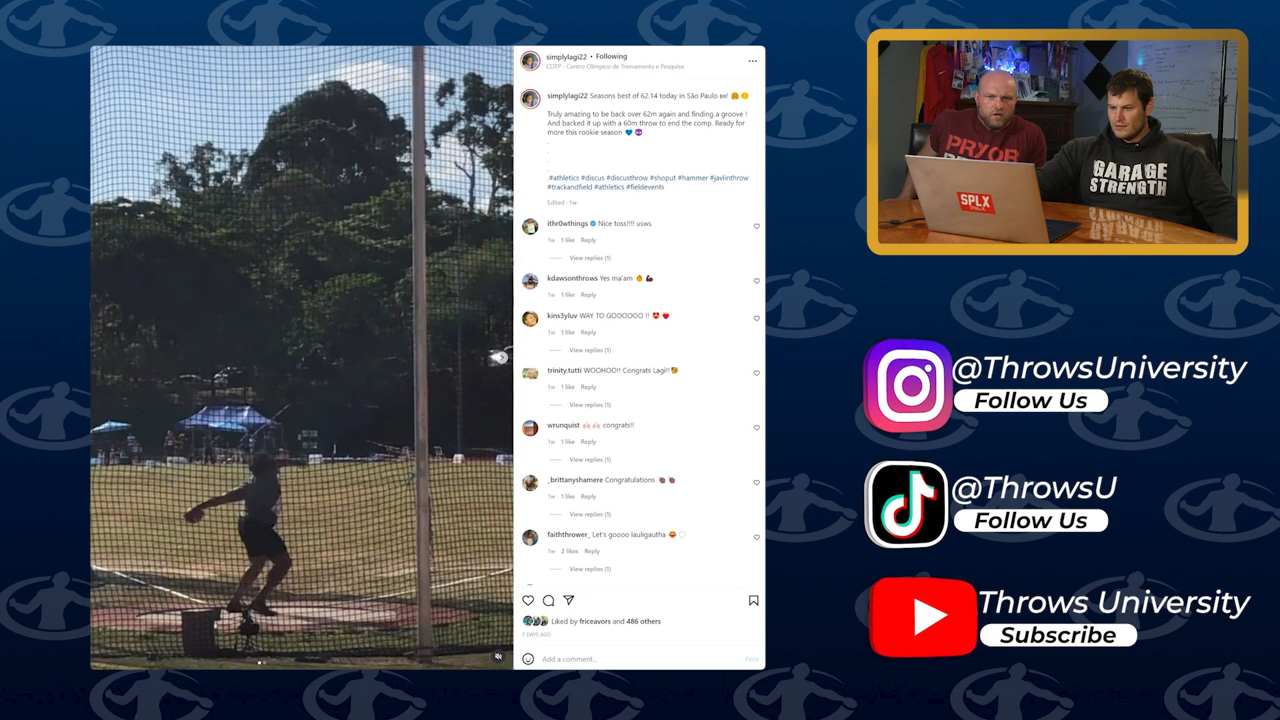 simplylagi22 • Following
COTP - Centro Olímpico de Treinamento e Pesquisa
simplylagi22 Seasons best of 62.14 today in São Paulo 🇧🇷! 🤗 😊
Truly amazing to be back over 62m again and finding a groove !
And backed it up with a 60m throw to end the comp. Ready for
more this rookie season 💙
.
.
.
.#athletics #discus #discusthrow #shoput #hammer #javlinthrow
#trackandfield #athletics #fieldevents
Edited · 1w
ithr0wthings Nice toss!!!! usws
1w 1 like Reply
View replies (1)
kdawsonthrows Yes ma'am 🔥 💪🏿
1w 1 like Reply
kins3yluv WAY TO GOOOOOO !! 😍 ❤️
1w 1 like Reply
View replies (1)
trinity.tutti WOOHOO!! Congrats Lagi!!
1w 1 like Reply
View replies (1)
wrunquist 🙌🏻 🙌🏻 congrats!!
1w 1 like Reply
View replies (1)
_brittanyshamere Congratulations
1w 1 like Reply
View replies (1)
faiththrower_ Let's goooo lauligautha
1w 2 likes Reply
View replies (1)
Liked by friceavors and 486 others
7 DAYS AGO
Add a comment...
Post
PRYOR
SPLX
GARAGE
STRENGTH
@ThrowsUniversity
Follow Us
@ThrowsU
Follow Us
Throws University
Subscribe